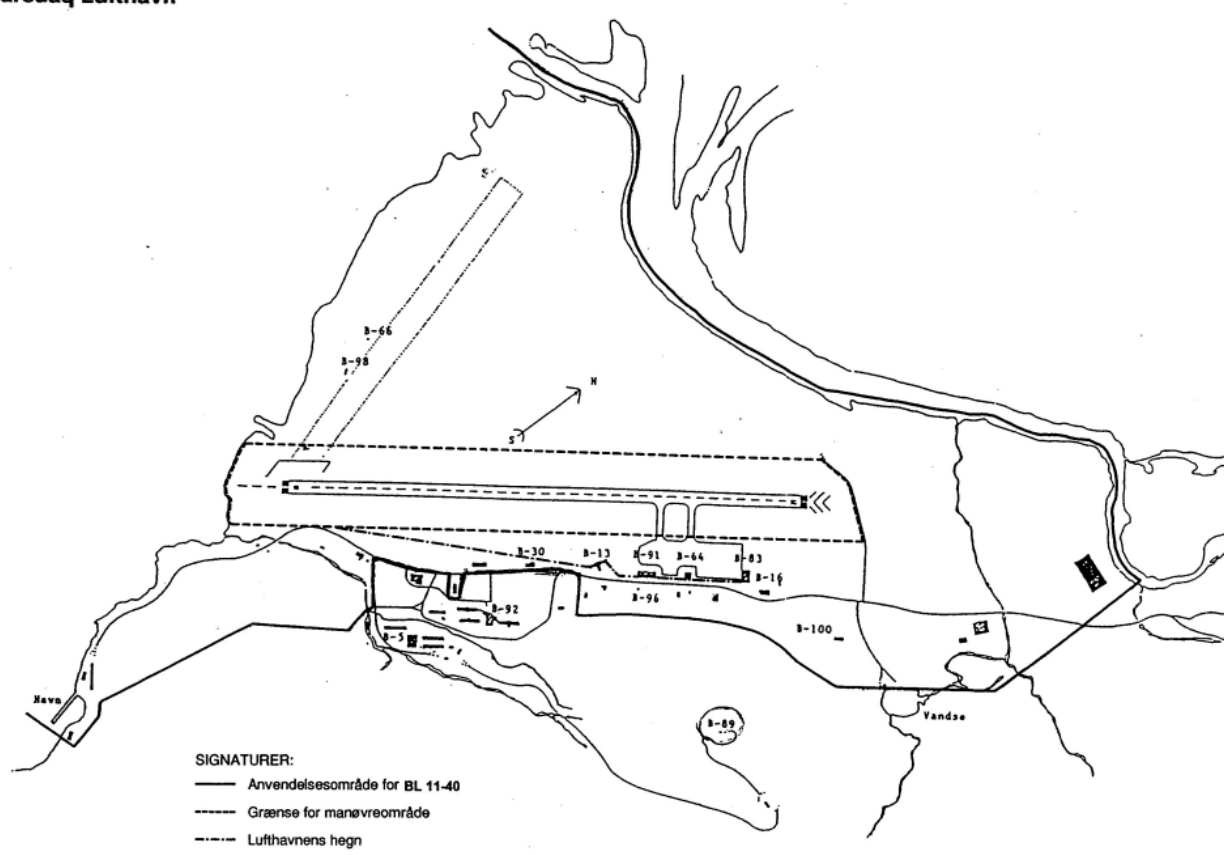 Lufthavn
B-66
B-98
N
S
B-30
B-13
B-91
B-64
B-83
B-16
B-96
B-92
B-5
B-100
Havn
Vandsø
B-89
SIGNATURER:
Anvendelsesområde for BL 11-40
Grænse for manøvreområde
Lufthavnens hegn